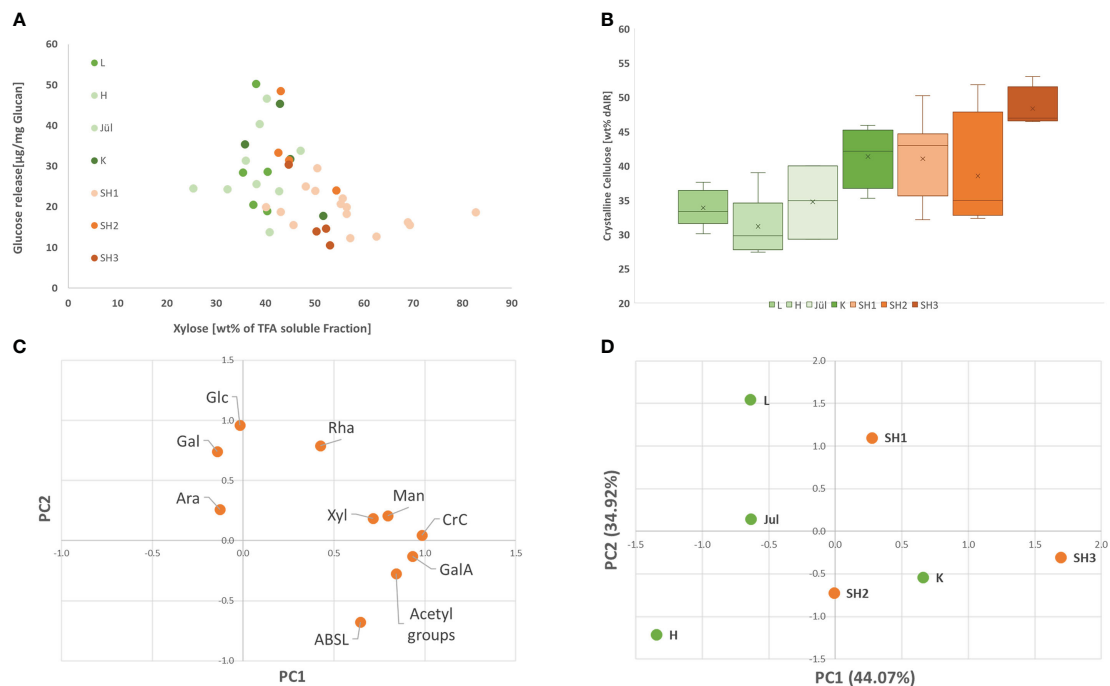 A
Glucose release[µg/mg Glucan]
60
50
40
30
20
10
0
L
H
Jül
K
SH1
SH2
SH3
0 10 20 30 40 50 60 70 80 90
Xylose [wt% of TFA soluble Fraction]
B
Crystalline Cellulose [wt% dAIR]
60
55
50
45
40
35
30
25
20
L H Jül K SH1 SH2 SH3
C
PC2
1.5
1.0
0.5
0.0
-0.5
-1.0
-1.0 -0.5 0.0 0.5 1.0 1.5
Glc
Gal
Rha
Ara
Man
Xyl
CrC
GalA
Acetyl
groups
ABSL
PC1
D
PC2 (34.92%)
2.0
1.5
1.0
0.5
0.0
-0.5
-1.0
-1.5
-1.5 -1.0 -0.5 0.0 0.5 1.0 1.5 2.0
L
SH1
Jul
SH3
K
SH2
H
PC1 (44.07%)